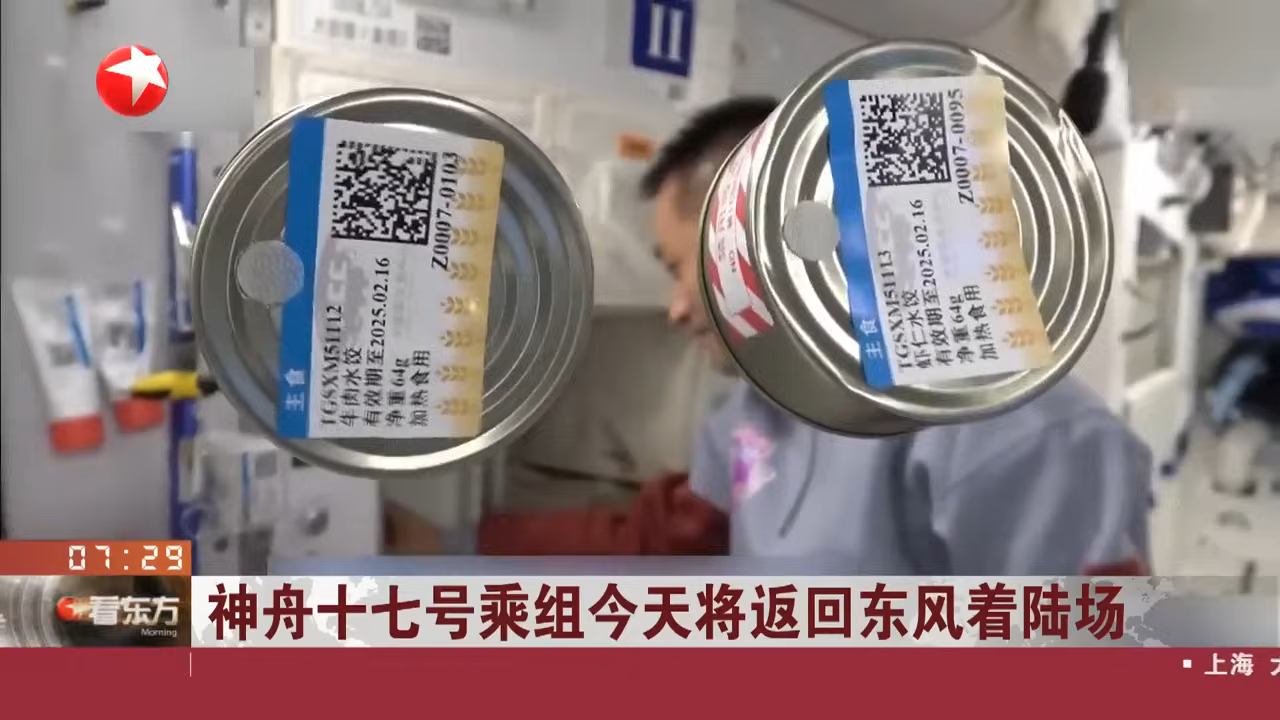 II
Z0007-0103
主食
TGSXM51112
牛肉水饺
有效期至2025.02.16
净重64g
加热食用
Z0007-0095
主食
TGSXM51113
虾仁水饺
有效期至2025.02.16
净重64g
加热食用
07:29
看东方
Morning
神舟十七号乘组今天将返回东风着陆场
上海